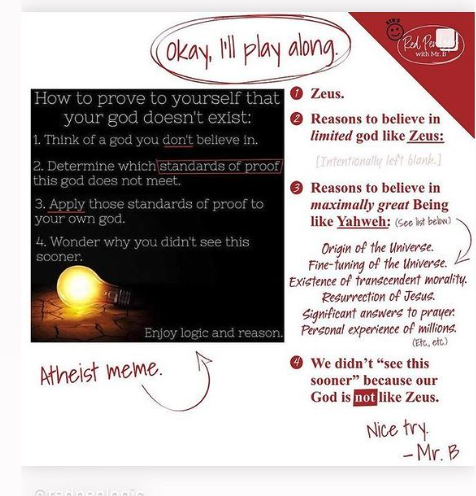 okay, I'll play along.
Red Pen
with Mr. B
How to prove to yourself that
your god doesn't exist:
1. Think of a god you don't believe in.
2. Determine which standards of proof
this god does not meet.
3. Apply those standards of proof to
your own god.
4. Wonder why you didn't see this
sooner.
Enjoy logic and reason.
Atheist meme.
1 Zeus.
2 Reasons to believe in
limited god like Zeus:
[Intentionally left blank.]
3 Reasons to believe in
maximally great Being
like Yahweh: (See list below)
Origin of the Universe.
Fine-tuning of the Universe.
Existence of transcendent morality.
Resurrection of Jesus.
Significant answers to prayer.
Personal experience of millions.
(Etc., etc.)
4 We didn't “see this
sooner” because our
God is not like Zeus.
Nice try.
– Mr. B